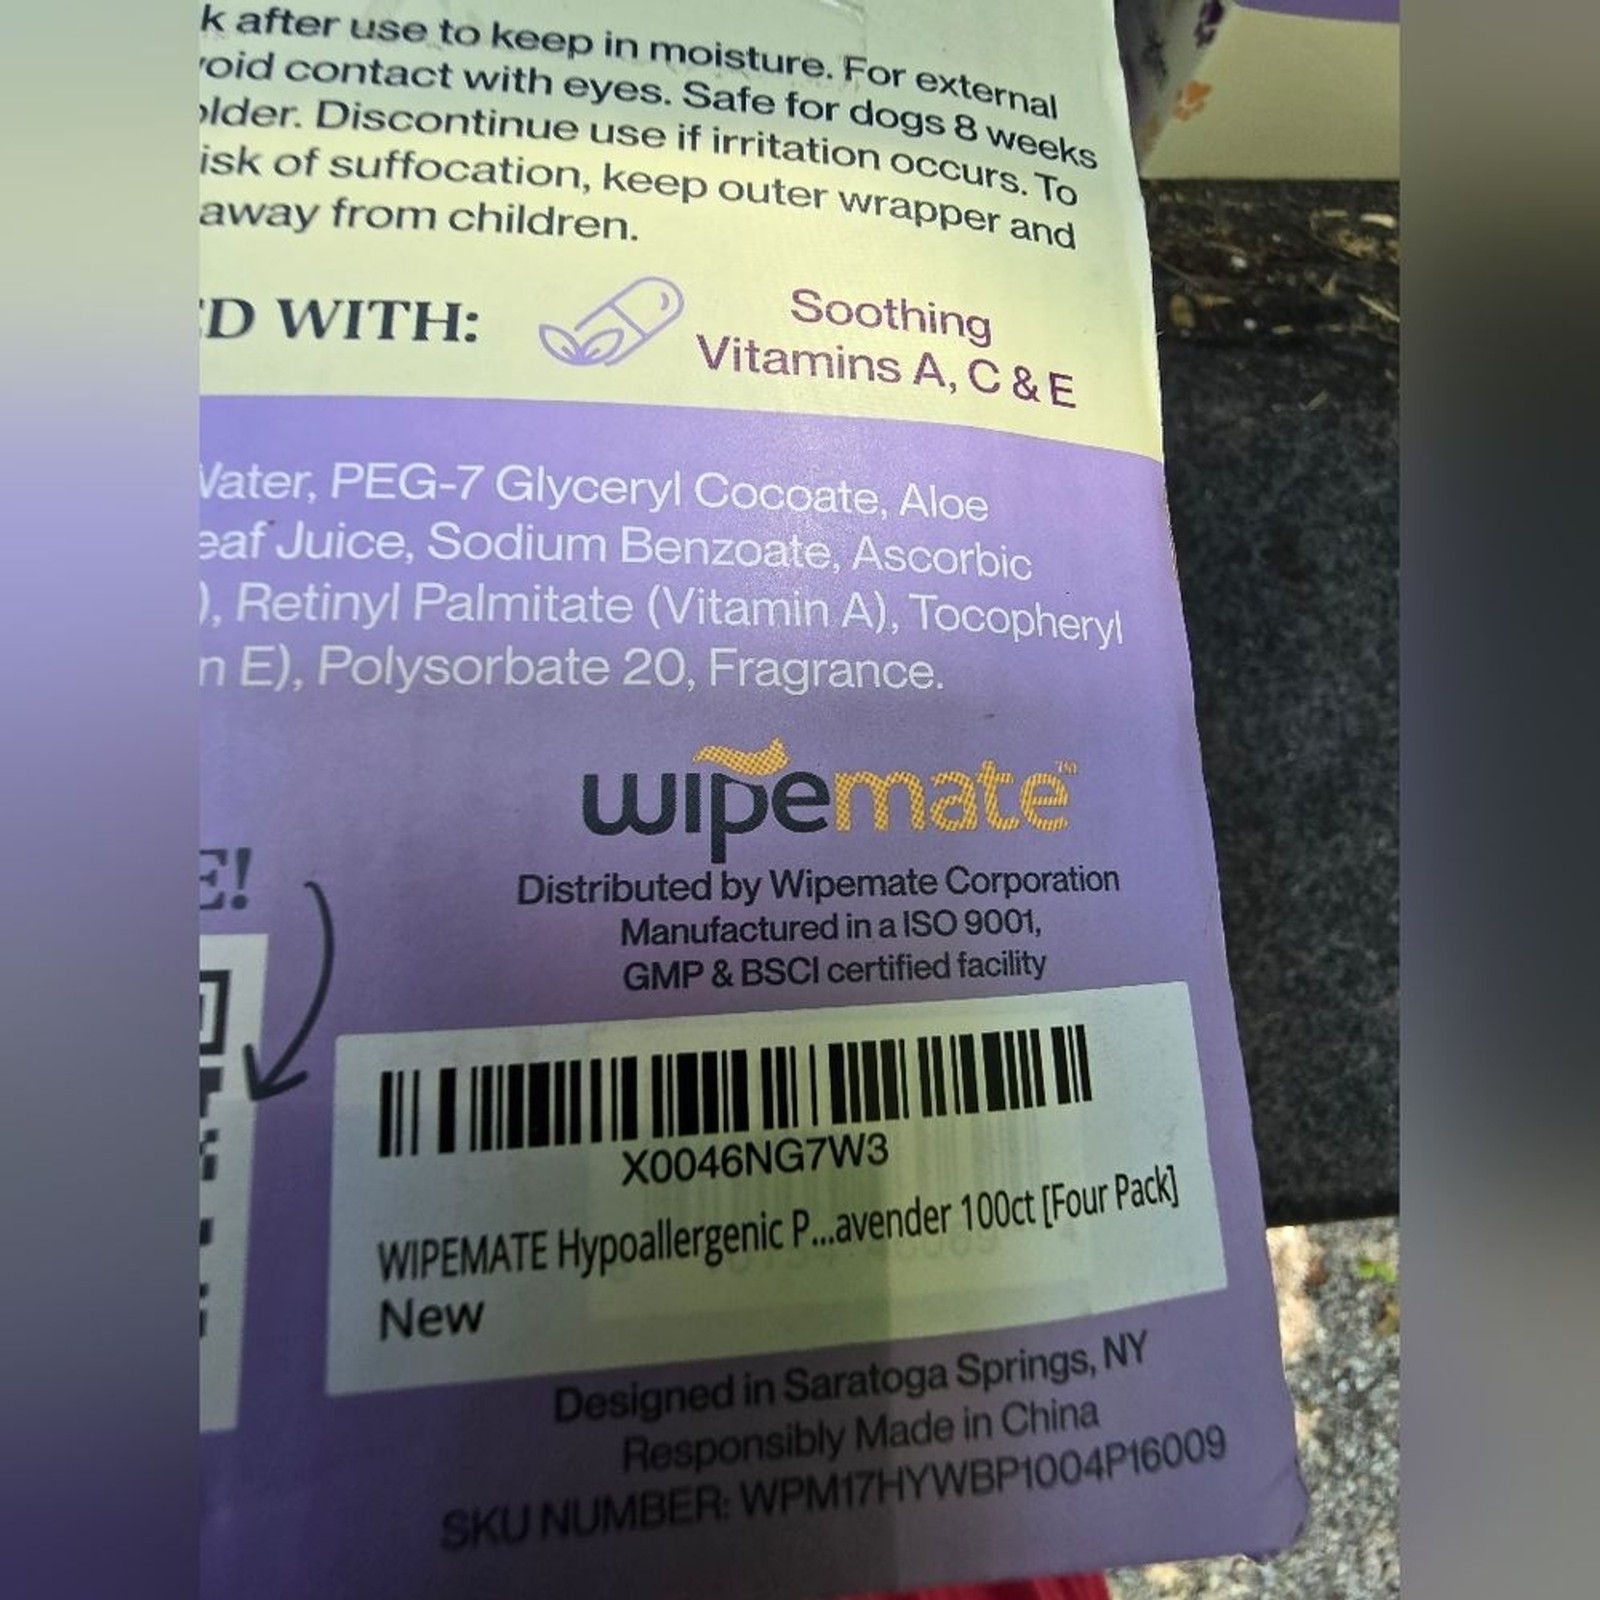 k after use to keep in moisture. For external
void contact with eyes. Safe for dogs 8 weeks
older. Discontinue use if irritation occurs. To
isk of suffocation, keep outer wrapper and
away from children.
D WITH:
Soothing
Vitamins A, C & E
Water, PEG-7 Glyceryl Cocoate, Aloe
eaf Juice, Sodium Benzoate, Ascorbic
), Retinyl Palmitate (Vitamin A), Tocopheryl
n E), Polysorbate 20, Fragrance.
wipemate™
Distributed by Wipemate Corporation
Manufactured in a ISO 9001,
GMP & BSCI certified facility
E!
X0046NG7W3
WIPEMATE Hypoallergenic P...avender 100ct [Four Pack]
New
Designed in Saratoga Springs, NY
Responsibly Made in China
SKU NUMBER: WPM17HYWBP1004P16009